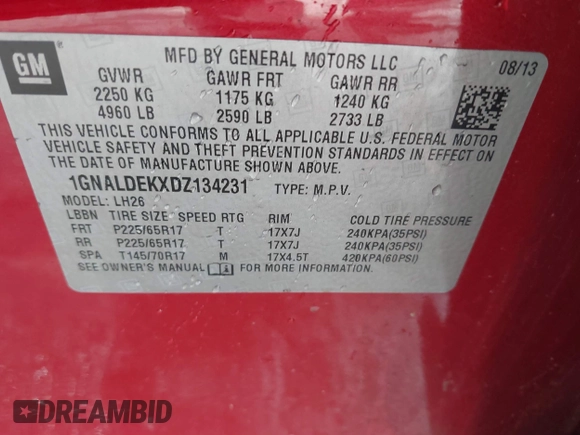 GM
MFD BY GENERAL MOTORS LLC
08/13
GVWR GAWR FRT GAWR RR
2250 KG 1175 KG 1240 KG
4960 LB 2590 LB 2733 LB
THIS VEHICLE CONFORMS TO ALL APPLICABLE U.S. FEDERAL MOTOR
VEHICLE SAFETY AND THEFT PREVENTION STANDARDS IN EFFECT ON
THE DATE OF MANUFACTURE SHOWN ABOVE.
1GNALDEKXDZ134231 TYPE: M.P.V.
MODEL: LH26
LBBN TIRE SIZE SPEED RTG RIM COLD TIRE PRESSURE
FRT P225/65R17 T 17X7J 240KPA(35PSI)
RR P225/65R17 T 17X7J 240KPA(35PSI)
SPA T145/70R17 M 17X4.5T 420KPA(60PSI)
SEE OWNER'S MANUAL FOR MORE INFORMATION.
DREAMBID